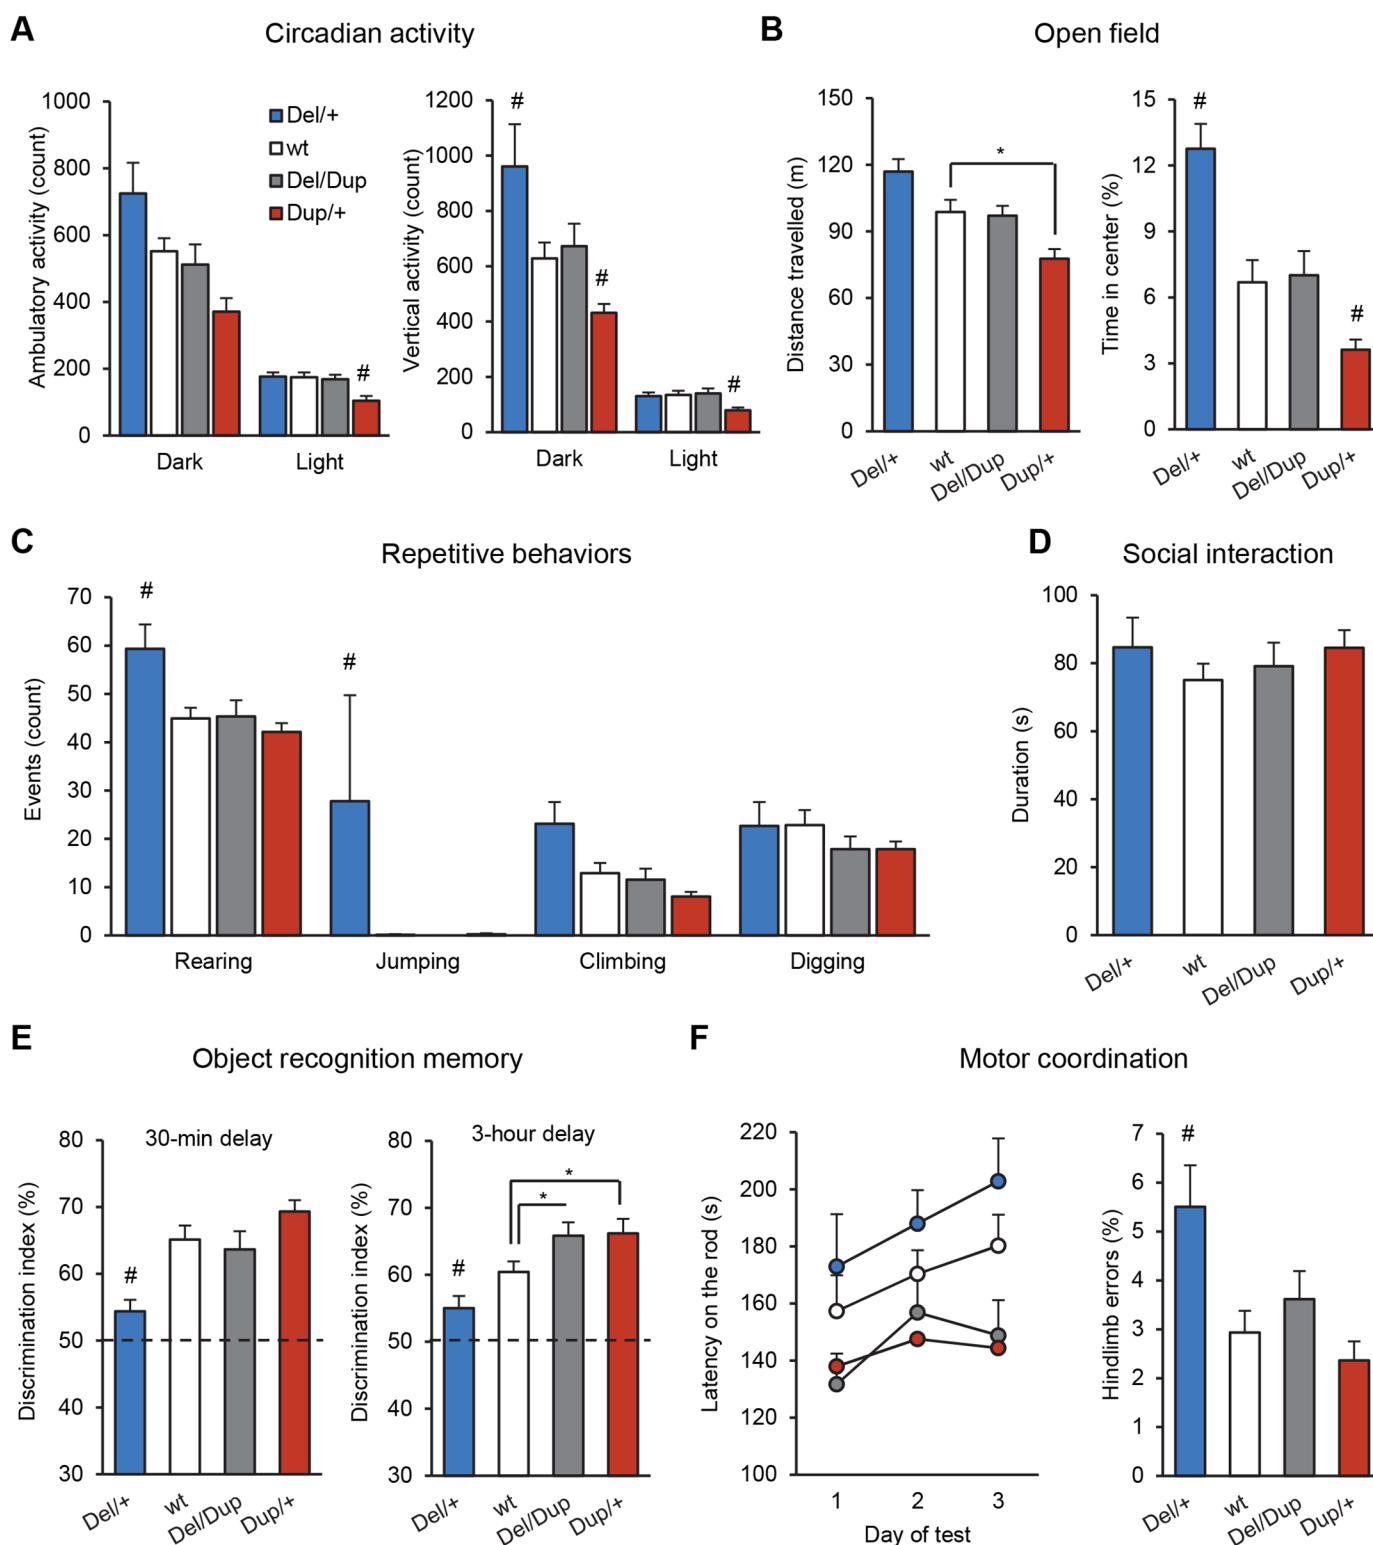 A
Circadian activity
B
Open field
1000
800
600
400
200
0
Ambulatory activity (count)
Del/+
wt
Del/Dup
Dup/+
#
Dark
Light
1200
1000
800
600
400
200
0
Vertical activity (count)
#
#
#
Dark
Light
150
120
90
60
30
0
Distance travelled (m)
*
Del/+
wt
Del/Dup
Dup/+
15
12
9
6
3
0
Time in center (%)
#
#
Del/+
wt
Del/Dup
Dup/+
C
Repetitive behaviors
70
60
50
40
30
20
10
0
Events (count)
#
#
Rearing
Jumping
Climbing
Digging
D
Social interaction
100
80
60
40
20
0
Duration (s)
Del/+
wt
Del/Dup
Dup/+
E
Object recognition memory
30-min delay
80
70
60
50
40
30
Discrimination index (%)
#
Del/+
wt
Del/Dup
Dup/+
3-hour delay
80
70
60
50
40
30
Discrimination index (%)
#
*
*
Del/+
wt
Del/Dup
Dup/+
F
Motor coordination
220
200
180
160
140
120
100
Latency on the rod (s)
1
2
3
Day of test
7
6
5
4
3
2
1
0
Hindlimb errors (%)
#
Del/+
wt
Del/Dup
Dup/+